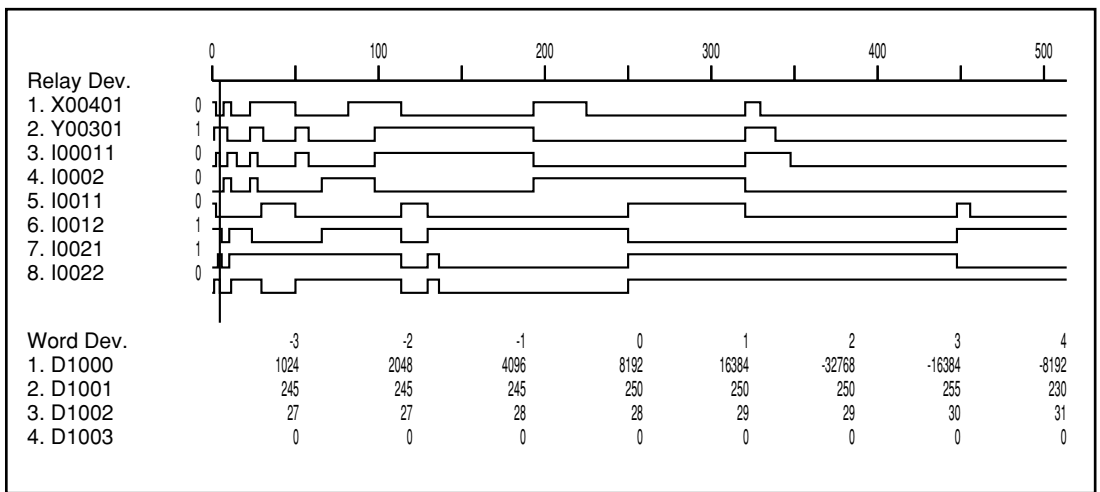 0 100 200 300 400 500
Relay Dev.
1. X00401 0
2. Y00301 1
3. I00011 0
4. I0002 0
5. I0011 0
6. I0012 1
7. I0021 1
8. I0022 0
Word Dev. -3 -2 -1 0 1 2 3 4
1. D1000 1024 2048 4096 8192 16384 -32768 -16384 -8192
2. D1001 245 245 245 250 250 250 255 230
3. D1002 27 27 28 28 29 29 30 31
4. D1003 0 0 0 0 0 0 0 0